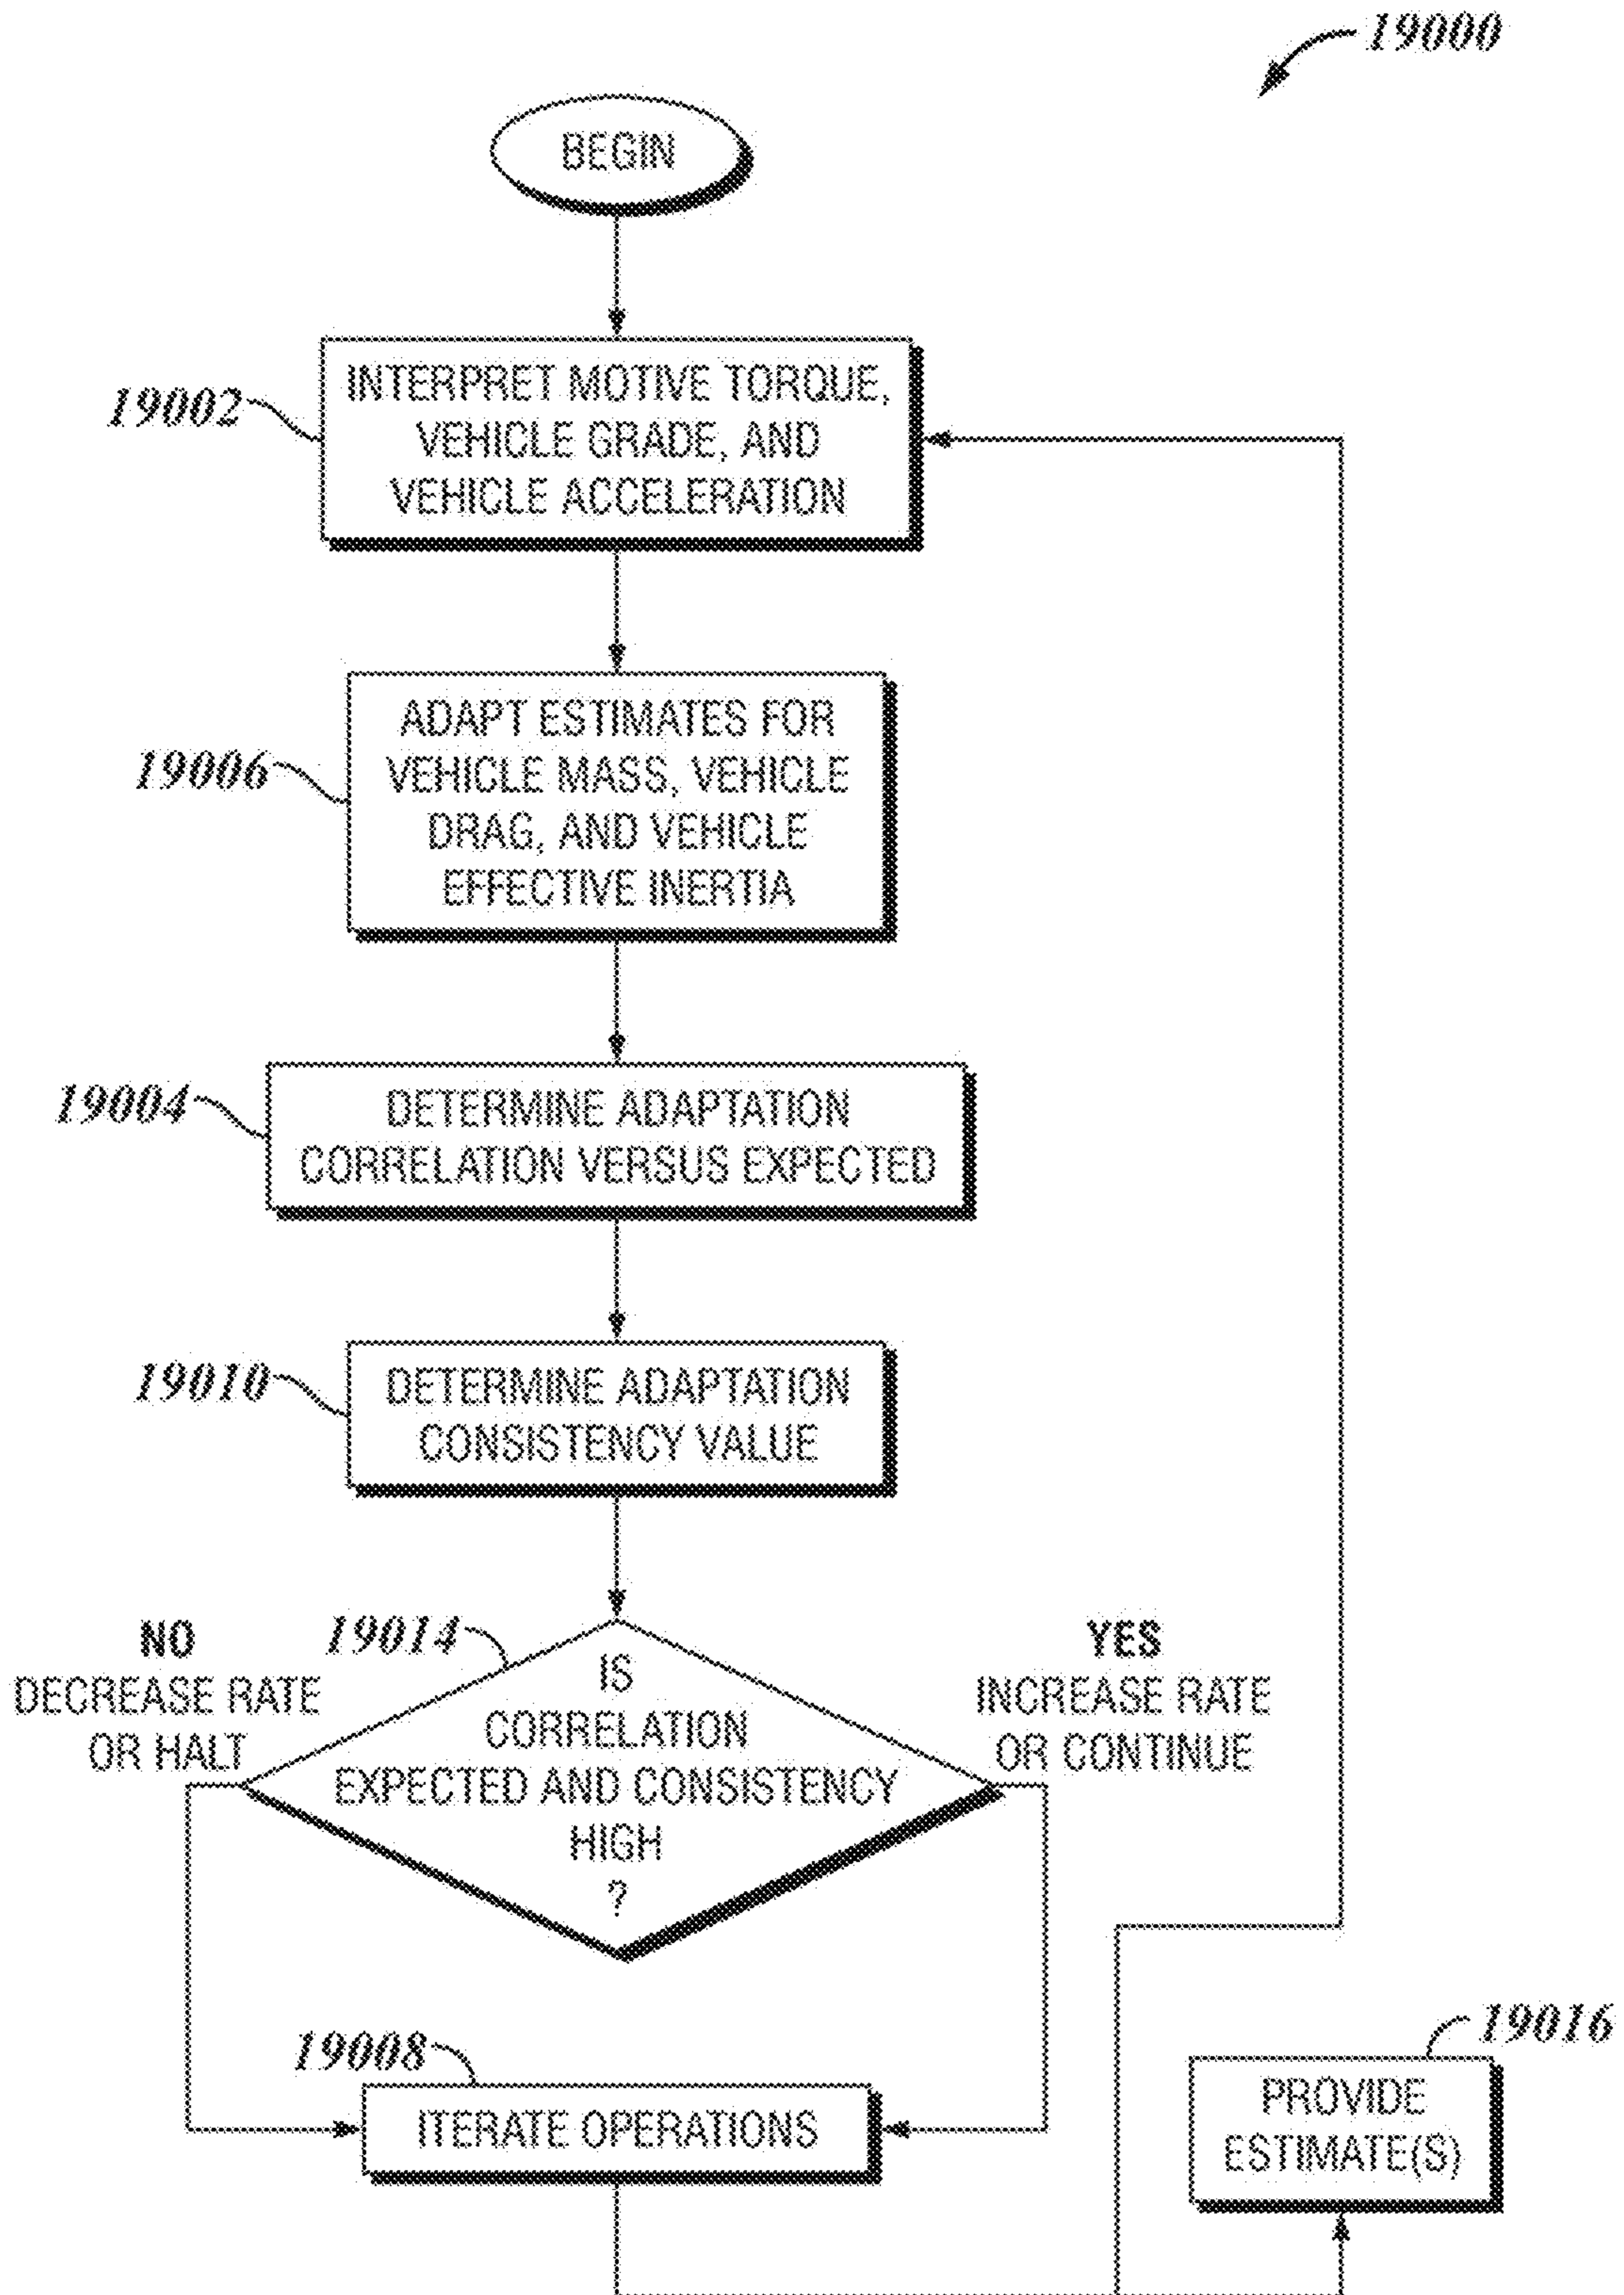 19000
BEGIN
19002
INTERPRET MOTIVE TORQUE,
VEHICLE GRADE, AND
VEHICLE ACCELERATION
19006
ADAPT ESTIMATES FOR
VEHICLE MASS, VEHICLE
DRAG, AND VEHICLE
EFFECTIVE INERTIA
19004
DETERMINE ADAPTATION
CORRELATION VERSUS EXPECTED
19010
DETERMINE ADAPTATION
CONSISTENCY VALUE
NO
DECREASE RATE
OR HALT
19014
IS
CORRELATION
EXPECTED AND CONSISTENCY
HIGH
?
YES
INCREASE RATE
OR CONTINUE
19008
ITERATE OPERATIONS
19016
PROVIDE
ESTIMATE(S)